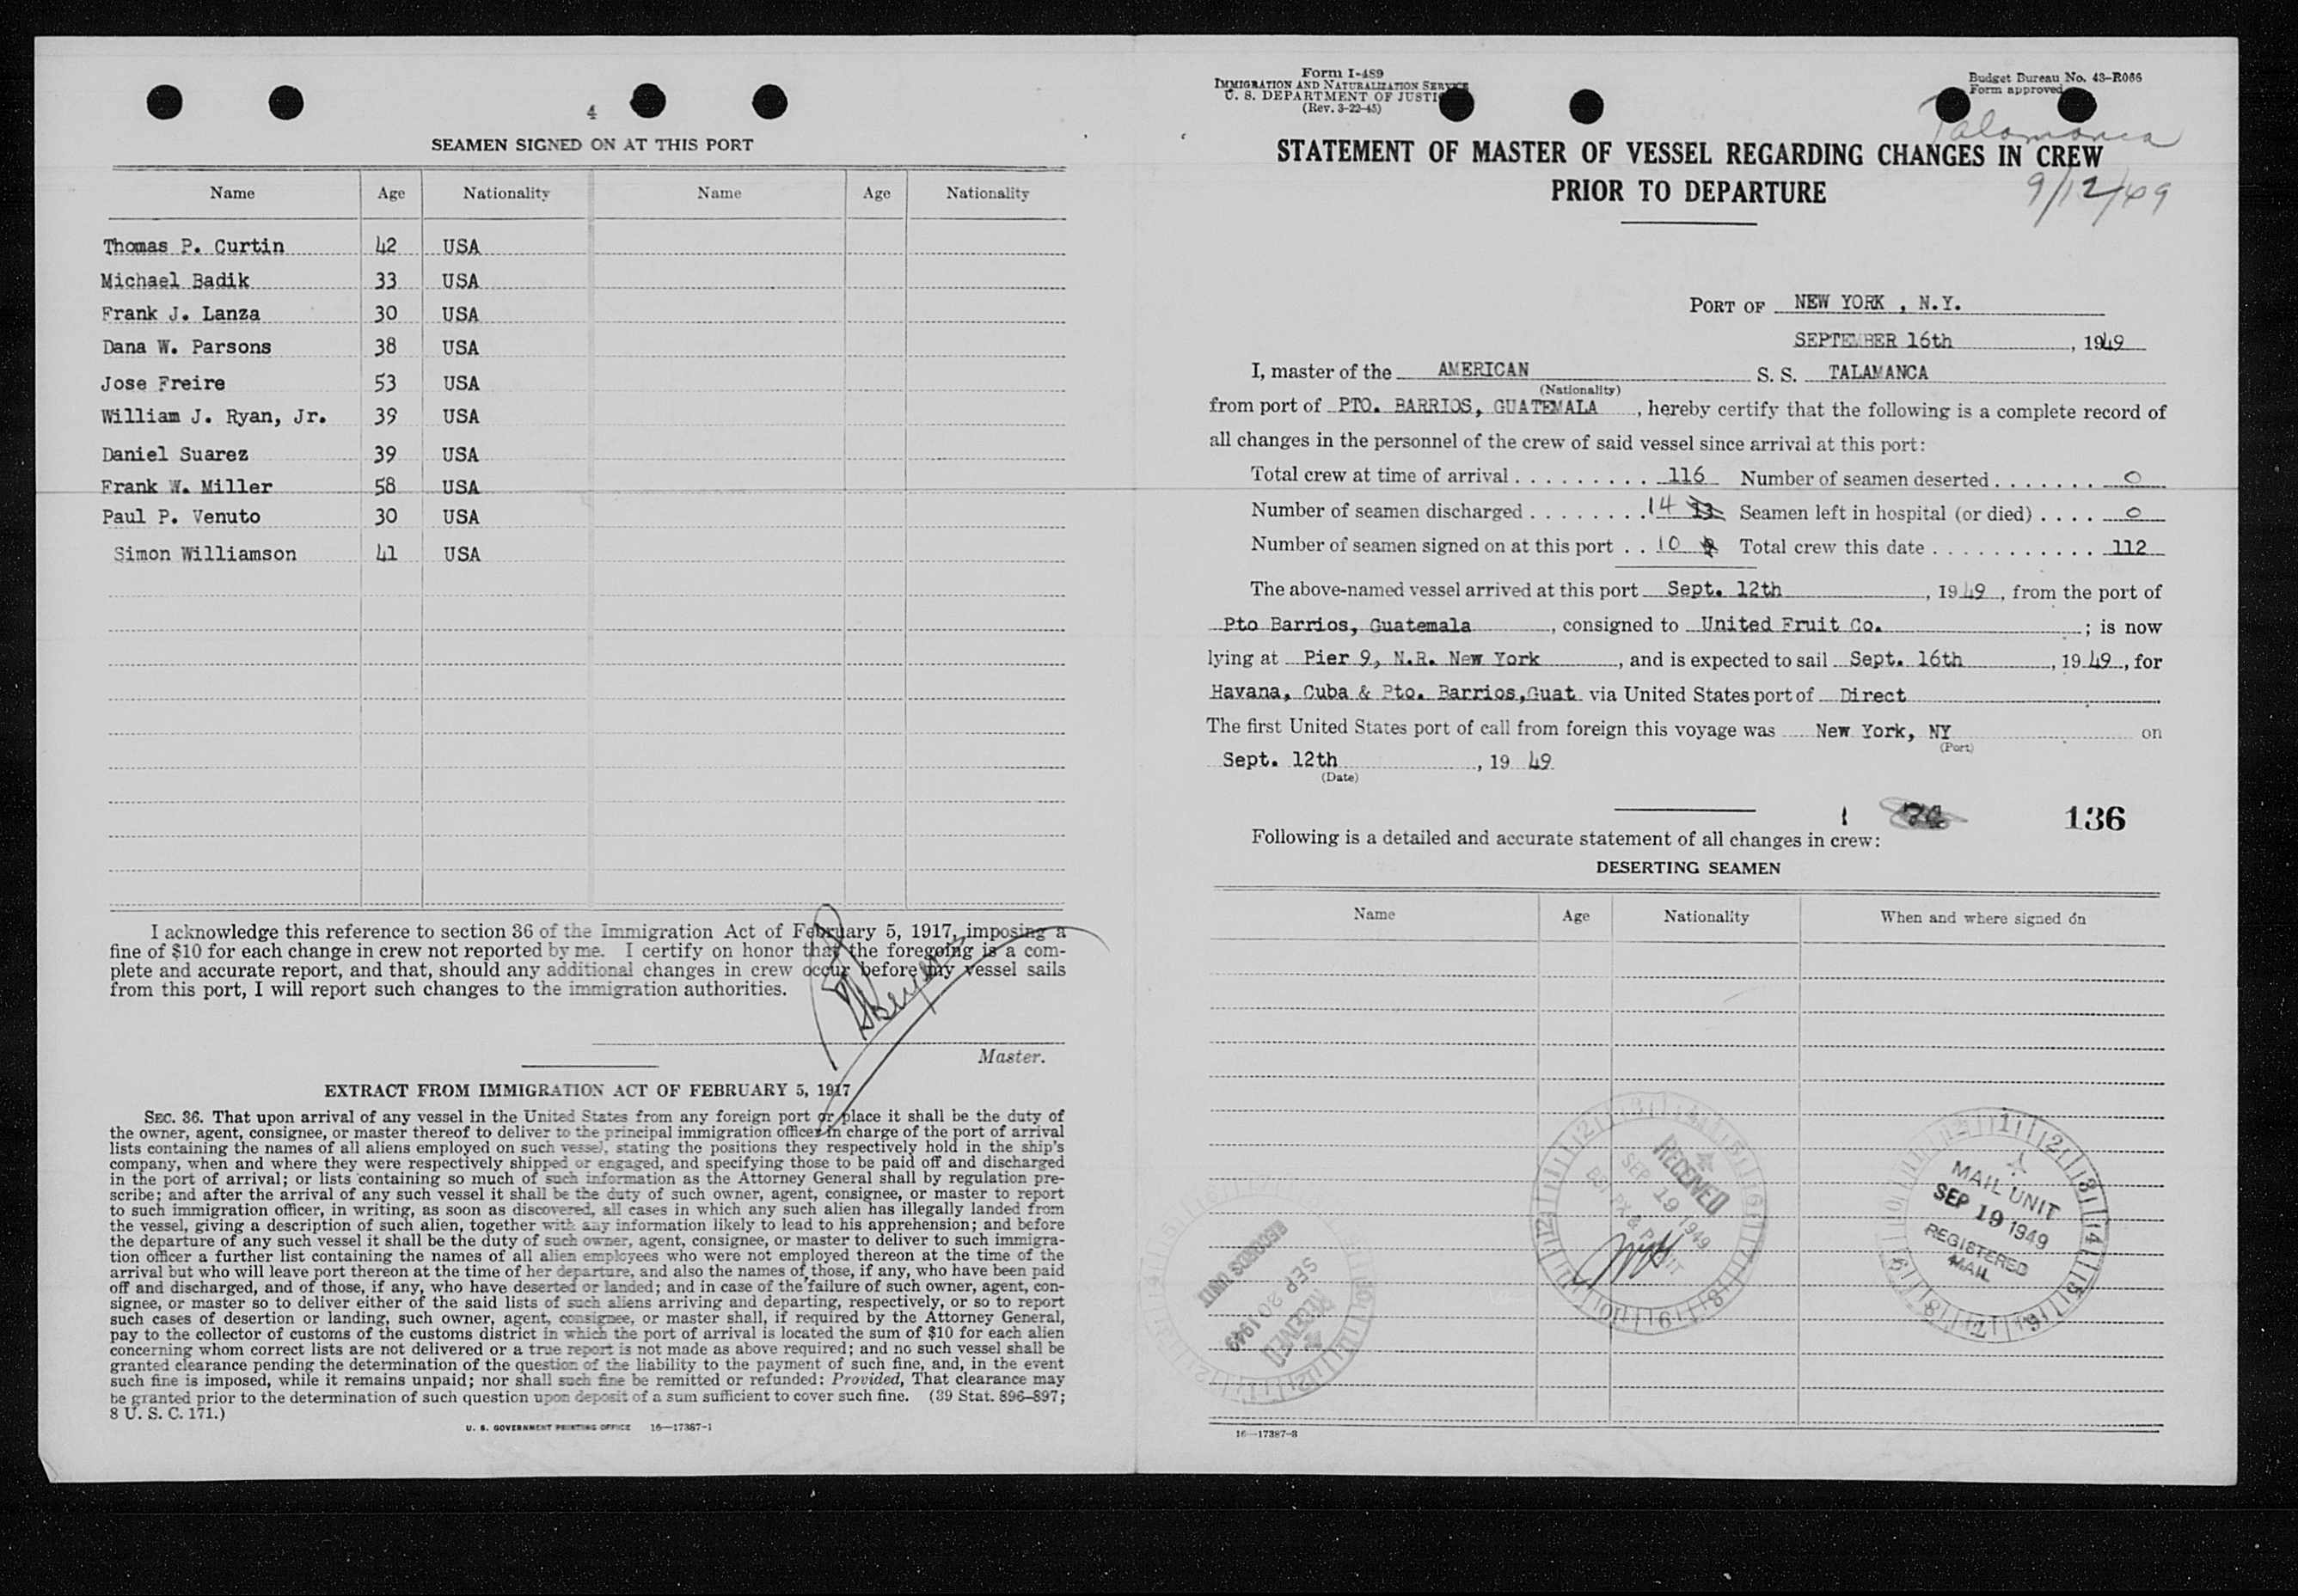 4
SEAMEN SIGNED ON AT THIS PORT
Name Age Nationality Name Age Nationality
Thomas P. Curtin 42 USA
Michael Badik 33 USA
Frank J. Lanza 30 USA
Dana W. Parsons 38 USA
Jose Freire 53 USA
William J. Ryan, Jr. 39 USA
Daniel Suarez 39 USA
Frank W. Miller 58 USA
Paul P. Venuto 30 USA
Simon Williamson 41 USA
I acknowledge this reference to section 36 of the Immigration Act of February 5, 1917, imposing a
fine of $10 for each change in crew not reported by me. I certify on honor that the foregoing is a com-
plete and accurate report, and that, should any additional changes in crew occur before my vessel sails
from this port, I will report such changes to the immigration authorities.
Master.
EXTRACT FROM IMMIGRATION ACT OF FEBRUARY 5, 1917
SEC. 36. That upon arrival of any vessel in the United States from any foreign port or place it shall be the duty of
the owner, agent, consignee, or master thereof to deliver to the principal immigration officer in charge of the port of arrival
lists containing the names of all aliens employed on such vessel, stating the positions they respectively hold in the ship's
company, when and where they were respectively shipped or engaged, and specifying those to be paid off and discharged
in the port of arrival; or lists containing so much of such information as the Attorney General shall by regulation pre-
scribe; and after the arrival of any such vessel it shall be the duty of such owner, agent, consignee, or master to report
to such immigration officer, in writing, as soon as discovered, all cases in which any such alien has illegally landed from
the vessel, giving a description of such alien, together with any information likely to lead to his apprehension; and before
the departure of any such vessel it shall be the duty of such owner, agent, consignee, or master to deliver to such immigra-
tion officer a further list containing the names of all alien employees who were not employed thereon at the time of the
arrival but who will leave port thereon at the time of her departure, and also the names of those, if any, who have been paid
off and discharged, and of those, if any, who have deserted or landed; and in case of the failure of such owner, agent, con-
signee, or master so to deliver either of the said lists of such aliens arriving and departing, respectively, or so to report
such cases of desertion or landing, such owner, agent, consignee, or master shall, if required by the Attorney General,
pay to the collector of customs of the customs district in which the port of arrival is located the sum of $10 for each alien
concerning whom correct lists are not delivered or a true report is not made as above required; and no such vessel shall be
granted clearance pending the determination of the question of the liability to the payment of such fine, and, in the event
such fine is imposed, while it remains unpaid; nor shall such fine be remitted or refunded: Provided, That clearance may
be granted prior to the determination of such question upon deposit of a sum sufficient to cover such fine. (39 Stat. 896–897;
8 U. S. C. 171.)
U. S. GOVERNMENT PRINTING OFFICE 16—17387-1
Form I-489
IMMIGRATION AND NATURALIZATION SERVICE
U. S. DEPARTMENT OF JUSTI
(Rev. 3-22-45)
Budget Bureau No. 43-R066
Form approved
Talamanca
STATEMENT OF MASTER OF VESSEL REGARDING CHANGES IN CREW
PRIOR TO DEPARTURE
9/12/49
PORT OF NEW YORK , N.Y.
SEPTEMBER 16th , 1949
I, master of the AMERICAN S. S. TALAMANCA
(Nationality)
from port of PTO. BARRIOS, GUATEMALA , hereby certify that the following is a complete record of
all changes in the personnel of the crew of said vessel since arrival at this port:
Total crew at time of arrival . . . . . . . . . 116 Number of seamen deserted . . . . . . . 0
Number of seamen discharged . . . . . . . . 14 13 Seamen left in hospital (or died) . . . . 0
Number of seamen signed on at this port . . 10 9 Total crew this date . . . . . . . . . . . 112
The above-named vessel arrived at this port Sept. 12th , 1949 , from the port of
Pto Barrios, Guatemala , consigned to United Fruit Co. ; is now
lying at Pier 9, N.R. New York , and is expected to sail Sept. 16th , 1949 , for
Havana, Cuba & Pto. Barrios,Guat via United States port of Direct
The first United States port of call from foreign this voyage was New York, NY on
(Port)
Sept. 12th , 19 49
(Date)
1 136
Following is a detailed and accurate statement of all changes in crew:
DESERTING SEAMEN
Name Age Nationality When and where signed on
RECEIVED
SEP 19 1949
MAIL UNIT
SEP 19 1949
REGISTERED
MAIL
RECORDS UNIT
SEP 20 1949
RECEIVED
16—17387-3